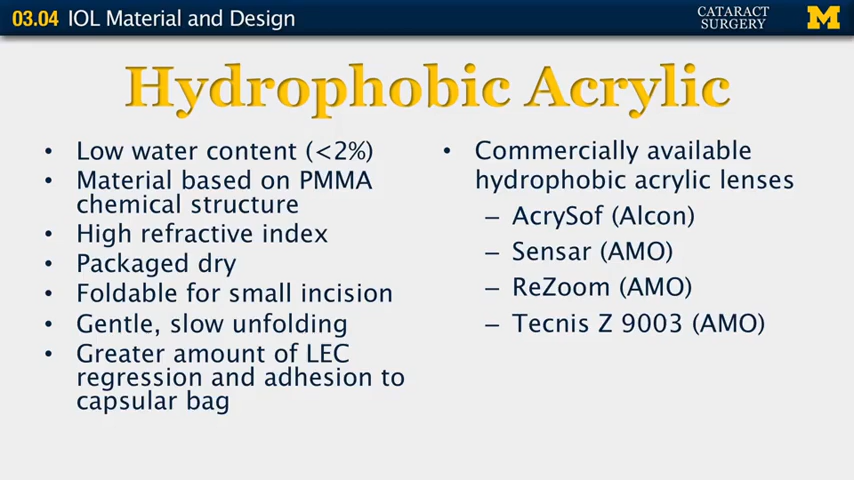 03.04 IOL Material and Design
CATARACT
SURGERY
M
Hydrophobic Acrylic
• Low water content (<2%)
• Material based on PMMA
chemical structure
• High refractive index
• Packaged dry
• Foldable for small incision
• Gentle, slow unfolding
• Greater amount of LEC
regression and adhesion to
capsular bag
• Commercially available
hydrophobic acrylic lenses
– AcrySof (Alcon)
– Sensar (AMO)
– ReZoom (AMO)
– Tecnis Z 9003 (AMO)